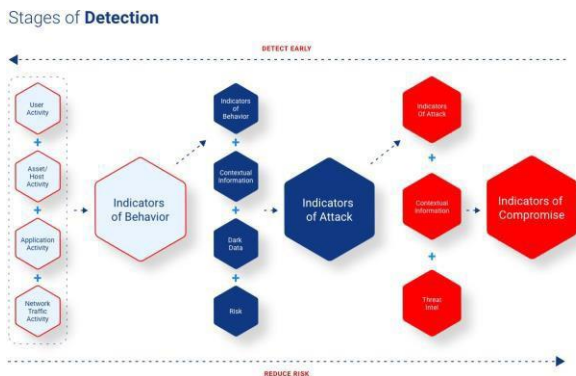 Stages of Detection
DETECT EARLY
User
Activity
+
Asset/
Host
Activity
+
Application
Activity
+
Network
Traffic
Activity
Indicators
of Behavior
Indicators
of
Behavior
+
Contextual
Information
+
Dark
Data
+
Risk
Indicators
of Attack
Indicators
Of Attack
+
Contextual
Information
+
Threat
Intel
Indicators of
Compromise
REDUCE RISK